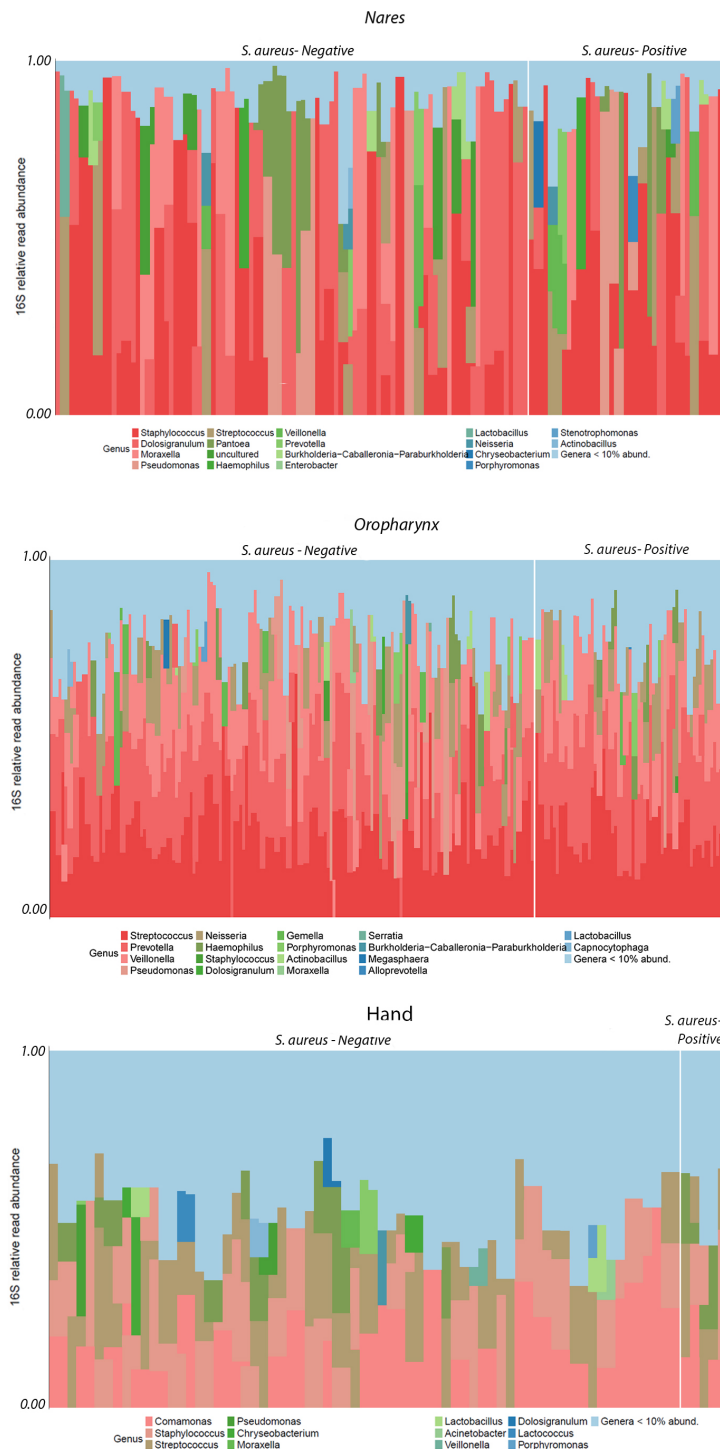 Nares
S. aureus- Negative S. aureus- Positive
1.00
16S relative read abundance
0.00
Staphylococcus Streptococcus Veillonella Lactobacillus Stenotrophomonas
Dolosigranulum Pantoea Prevotella Neisseria Actinobacillus
Genus Moraxella uncultured Burkholderia−Caballeronia−Paraburkholderia Chryseobacterium Genera < 10% abund.
Pseudomonas Haemophilus Enterobacter Porphyromonas
Oropharynx
S. aureus - Negative S. aureus- Positive
1.00
16S relative read abundance
0.00
Streptococcus Neisseria Gemella Serratia Lactobacillus
Prevotella Haemophilus Porphyromonas Burkholderia−Caballeronia−Paraburkholderia Capnocytophaga
Genus Veillonella Staphylococcus Actinobacillus Megasphaera Genera < 10% abund.
Pseudomonas Dolosigranulum Moraxella Alloprevotella
Hand
S. aureus - Negative S. aureus-
Positive
1.00
16S relative read abundance
0.00
Comamonas Pseudomonas Lactobacillus Dolosigranulum Genera < 10% abund.
Genus Staphylococcus Chryseobacterium Acinetobacter Lactococcus
Streptococcus Moraxella Veillonella Porphyromonas